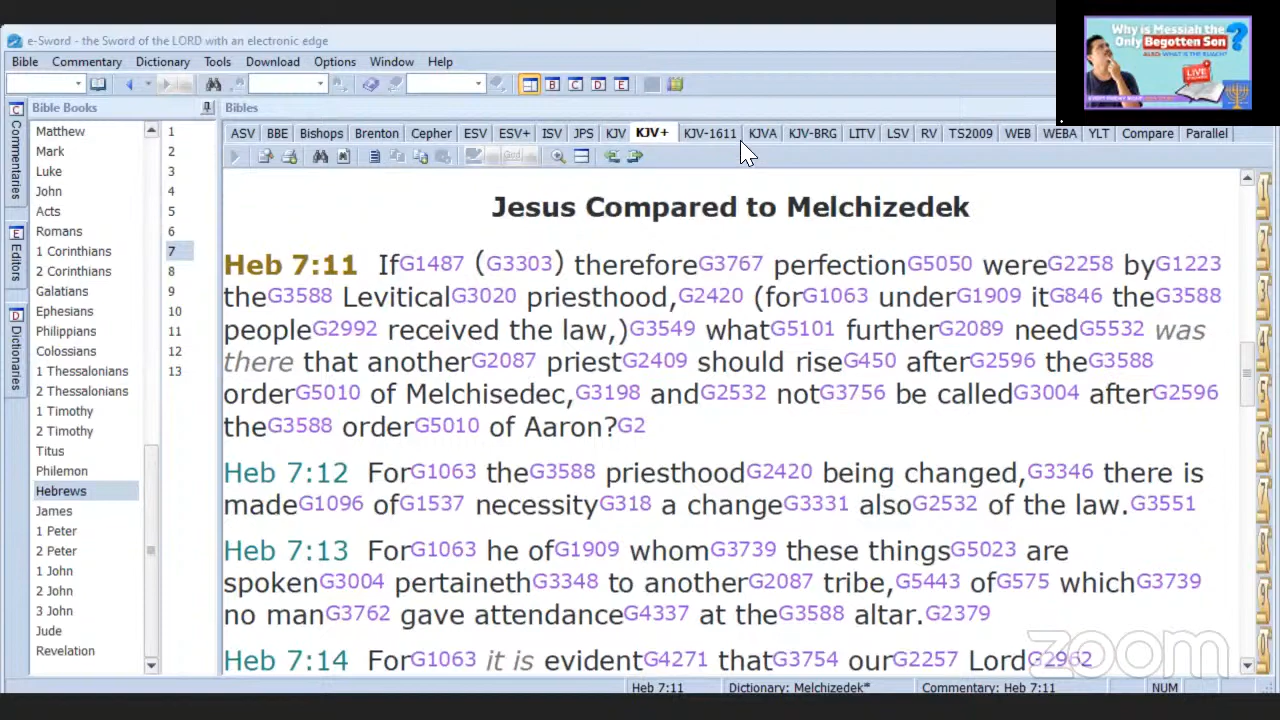 e-Sword - the Sword of the LORD with an electronic edge
Why is Messiah the
Only Begotten Son
?
ALSO: WHAT IS THE RUACH?
LIVE
Bible Commentary Dictionary Tools Download Options Window Help
B C D E
Bible Books
Bibles
ASV BBE Bishops Brenton Cepher ESV ESV+ ISV JPS KJV KJV+ KJV-1611 KJVA KJV-BRG LITV LSV RV TS2009 WEB WEBA YLT Compare Parallel
C Commentaries
E Editors
D Dictionaries
Matthew
Mark
Luke
John
Acts
Romans
1 Corinthians
2 Corinthians
Galatians
Ephesians
Philippians
Colossians
1 Thessalonians
2 Thessalonians
1 Timothy
2 Timothy
Titus
Philemon
Hebrews
James
1 Peter
2 Peter
1 John
2 John
3 John
Jude
Revelation
1
2
3
4
5
6
7
8
9
10
11
12
13
Jesus Compared to Melchizedek
Heb 7:11 IfG1487 (G3303) thereforeG3767 perfectionG5050 wereG2258 byG1223
theG3588 LeviticalG3020 priesthood,G2420 (forG1063 underG1909 itG846 theG3588
peopleG2992 received the law,)G3549 whatG5101 furtherG2089 needG5532 was
there that anotherG2087 priestG2409 should riseG450 afterG2596 theG3588
orderG5010 of Melchisedec,G3198 andG2532 notG3756 be calledG3004 afterG2596
theG3588 orderG5010 of Aaron?G2
Heb 7:12 ForG1063 theG3588 priesthoodG2420 being changed,G3346 there is
madeG1096 ofG1537 necessityG318 a changeG3331 alsoG2532 of the law.G3551
Heb 7:13 ForG1063 he ofG1909 whomG3739 these thingsG5023 are
spokenG3004 pertainethG3348 to anotherG2087 tribe,G5443 ofG575 whichG3739
no manG3762 gave attendanceG4337 at theG3588 altar.G2379
Heb 7:14 ForG1063 it is evidentG4271 thatG3754 ourG2257 LordG2962
zoom
Heb 7:11 Dictionary: Melchizedek* Commentary: Heb 7:11 NUM